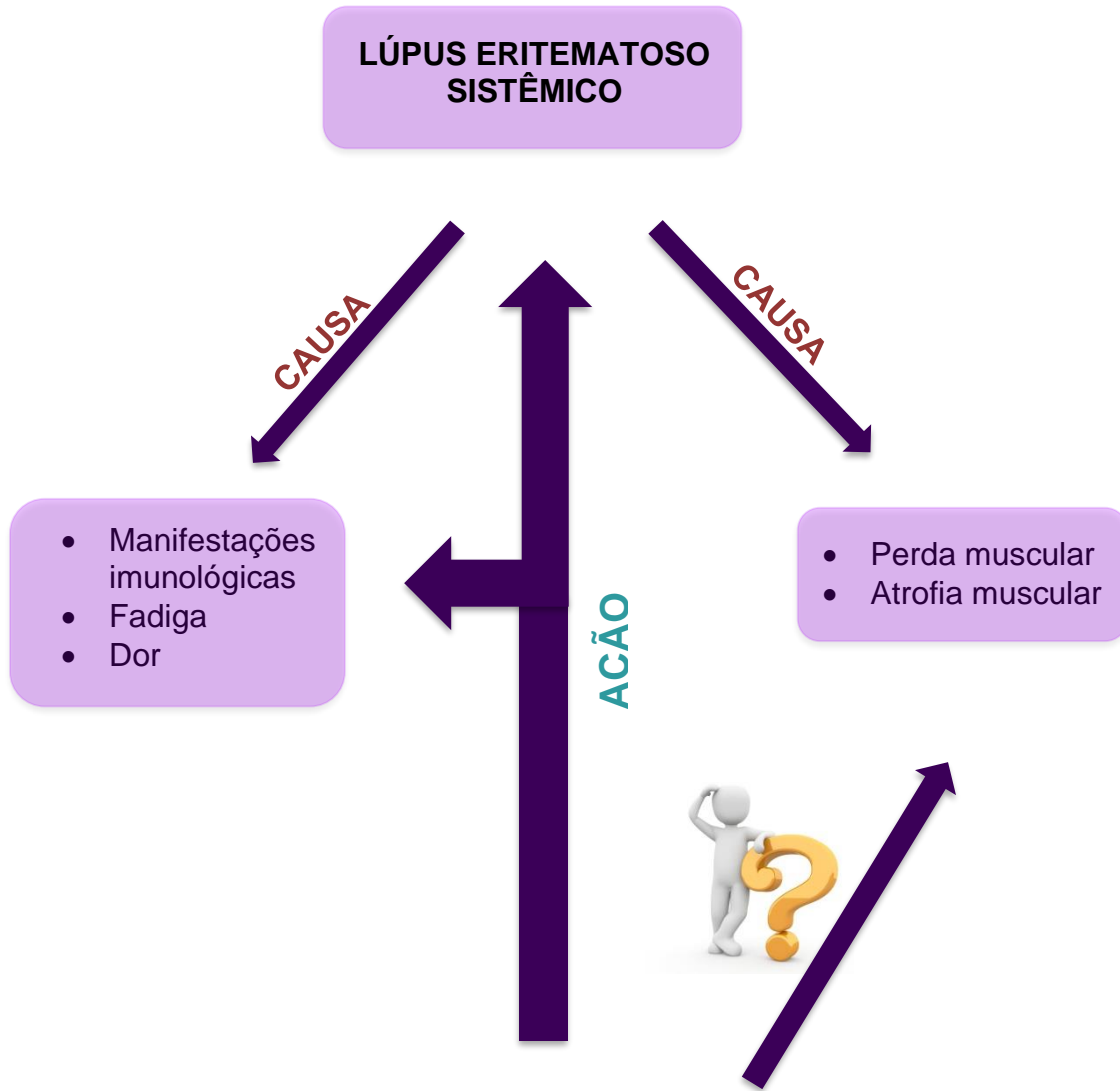 LÚPUS ERITEMATOSO
SISTÊMICO
CAUSA
CAUSA
• Manifestações
imunológicas
• Fadiga
• Dor
• Perda muscular
• Atrofia muscular
ACÃO
?